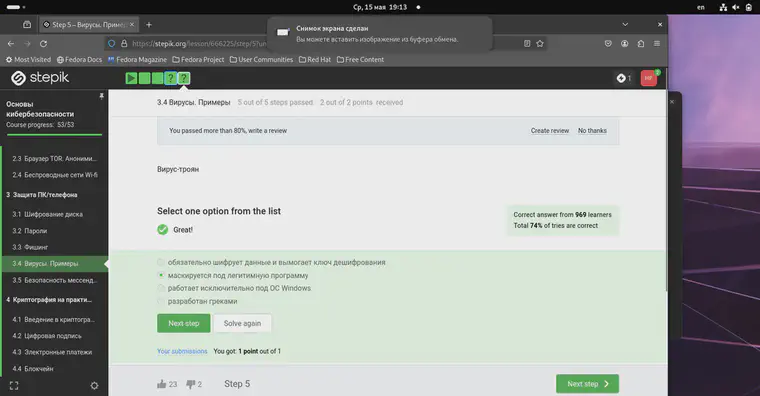 Ср, 15 мая 19:13
en
Step 5 – Вирусы. Пример
Снимок экрана сделан
Вы можете вставить изображение из буфера обмена.
https://stepik.org/lesson/666225/step/5?un
Most Visited Fedora Docs Fedora Magazine Fedora Project User Communities Red Hat Free Content
stepik
? ?
1
MF
Основы кибербезопасности
Course progress: 53/53
2.3 Браузер TOR. Аноними...
2.4 Беспроводные сети Wi-fi
3 Защита ПК/телефона
3.1 Шифрование диска
3.2 Пароли
3.3 Фишинг
3.4 Вирусы. Примеры
3.5 Безопасность мессенд...
4 Криптография на практи...
4.1 Введение в криптогра...
4.2 Цифровая подпись
4.3 Электронные платежи
4.4 Блокчейн
3.4 Вирусы. Примеры 5 out of 5 steps passed 2 out of 2 points received
You passed more than 80%, write a review Create review No thanks
Вирус-троян
Select one option from the list
Great!
Correct answer from 969 learners
Total 74% of tries are correct
обязательно шифрует данные и вымогает ключ дешифрования
маскируется под легитимную программу
работает исключительно под ОС Windows
разработан греками
Next step Solve again
Your submissions You got: 1 point out of 1
23 2 Step 5 Next step